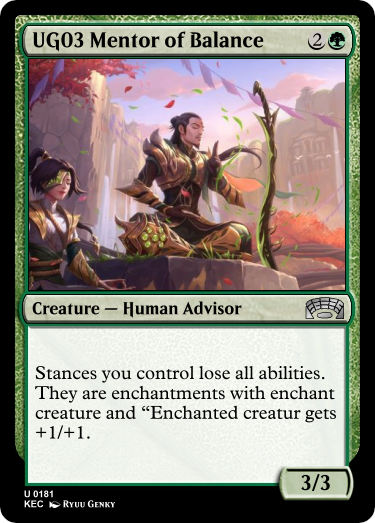 UG03 Mentor of Balance 2
Creature — Human Advisor
Stances you control lose all abilities.
They are enchantments with enchant
creature and “Enchanted creatur gets
+1/+1.
3/3
U 0181
KEC Ryuu Genky